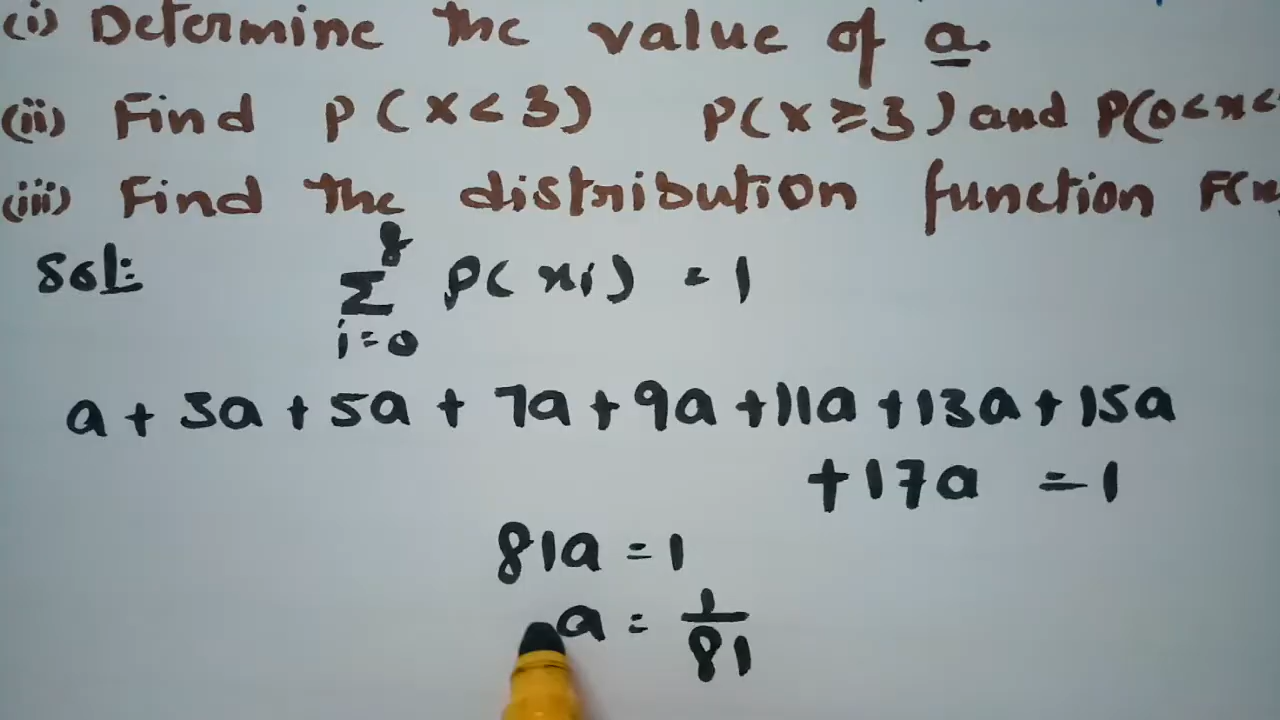 (i) Determine the value of a.
(ii) Find P(x<3) P(x≥3) and P(0<x<
(iii) Find the distribution function F(x
Sol:
8
Σ P(xi) = 1
i=0
a + 3a + 5a + 7a + 9a + 11a + 13a + 15a
+ 17a = 1
81a = 1
a = 1/81